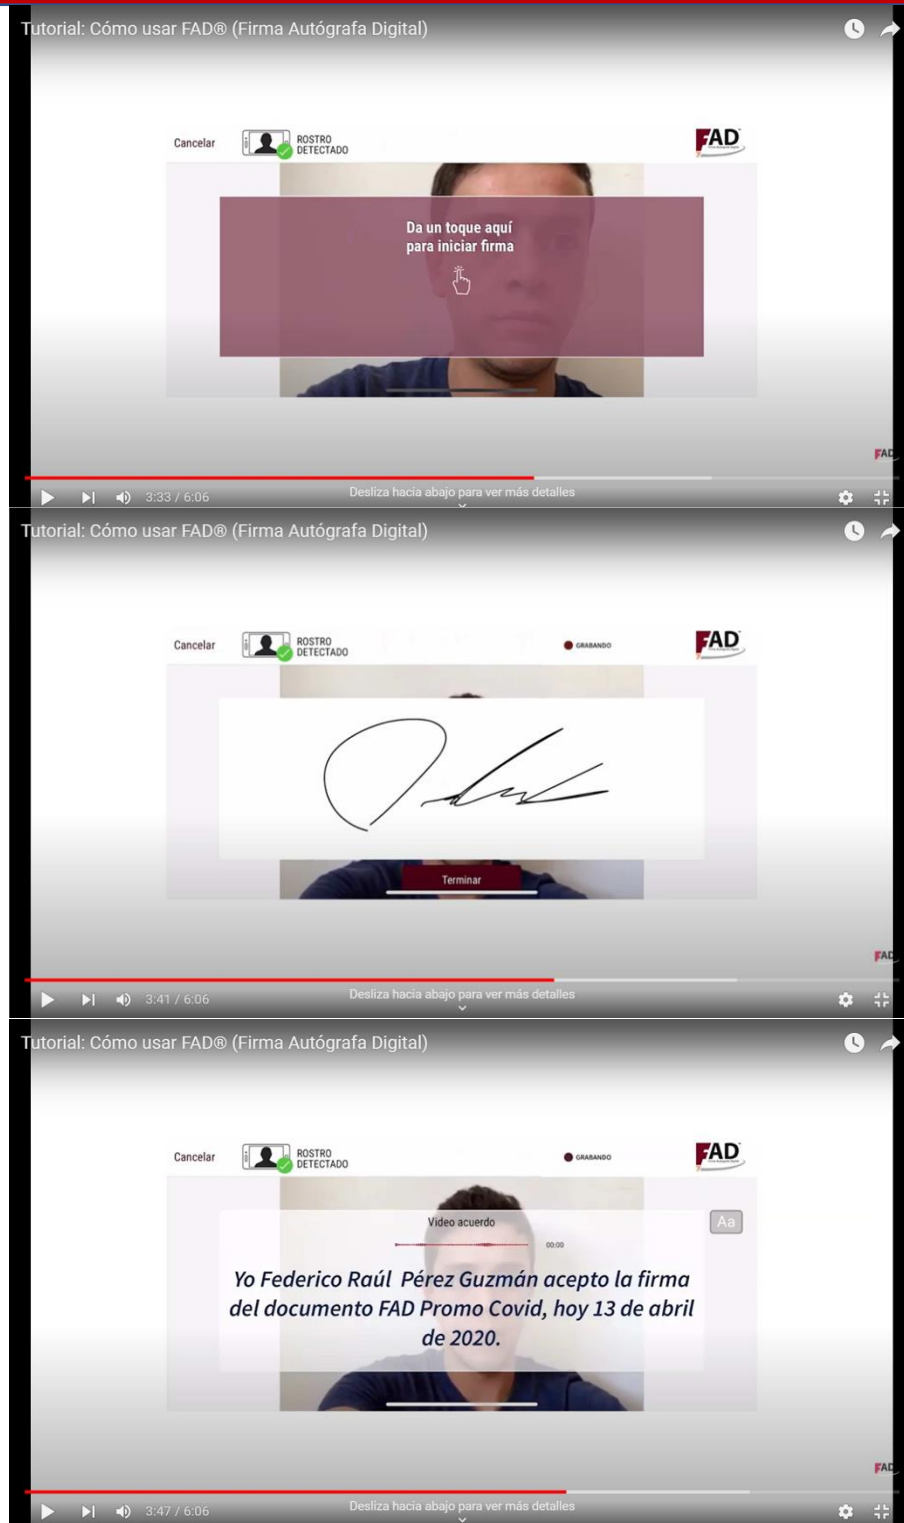 Tutorial: Cómo usar FAD® (Firma Autógrafa Digital)
Cancelar
ROSTRO
DETECTADO
FAD
Da un toque aquí
para iniciar firma
FAD
3:33 / 6:06
Desliza hacia abajo para ver más detalles
Tutorial: Cómo usar FAD® (Firma Autógrafa Digital)
Cancelar
ROSTRO
DETECTADO
GRABANDO
FAD
Terminar
FAD
3:41 / 6:06
Desliza hacia abajo para ver más detalles
Tutorial: Cómo usar FAD® (Firma Autógrafa Digital)
Cancelar
ROSTRO
DETECTADO
GRABANDO
FAD
Video acuerdo
Aa
00:00
Yo Federico Raúl Pérez Guzmán acepto la firma
del documento FAD Promo Covid, hoy 13 de abril
de 2020.
FAD
3:47 / 6:06
Desliza hacia abajo para ver más detalles